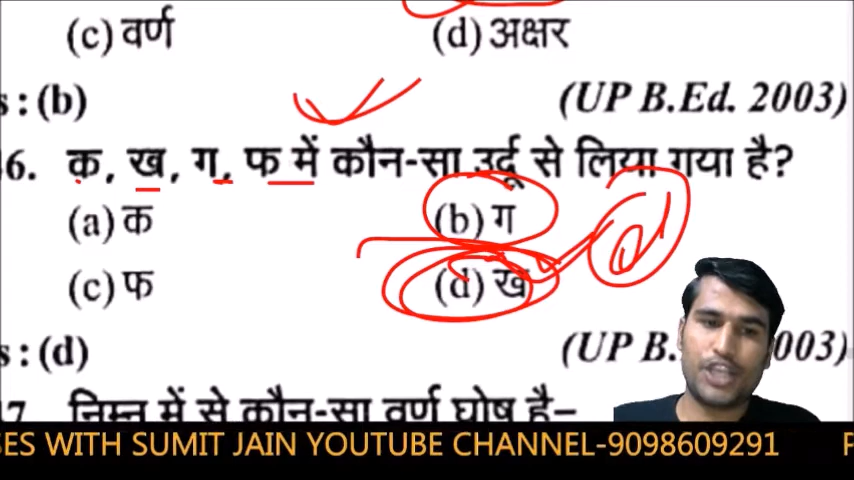 (c) वर्ण (d) अक्षर
s : (b) (UP B.Ed. 2003)
6. क, ख, ग, फ में कौन-सा उर्दू से लिया गया है?
(a) क (b) ग
(c) फ (d) ख
d
s : (d) (UP B. 003)
7 निम्न में से कौन-सा वर्ण घोष है–
SES WITH SUMIT JAIN YOUTUBE CHANNEL-9098609291 P